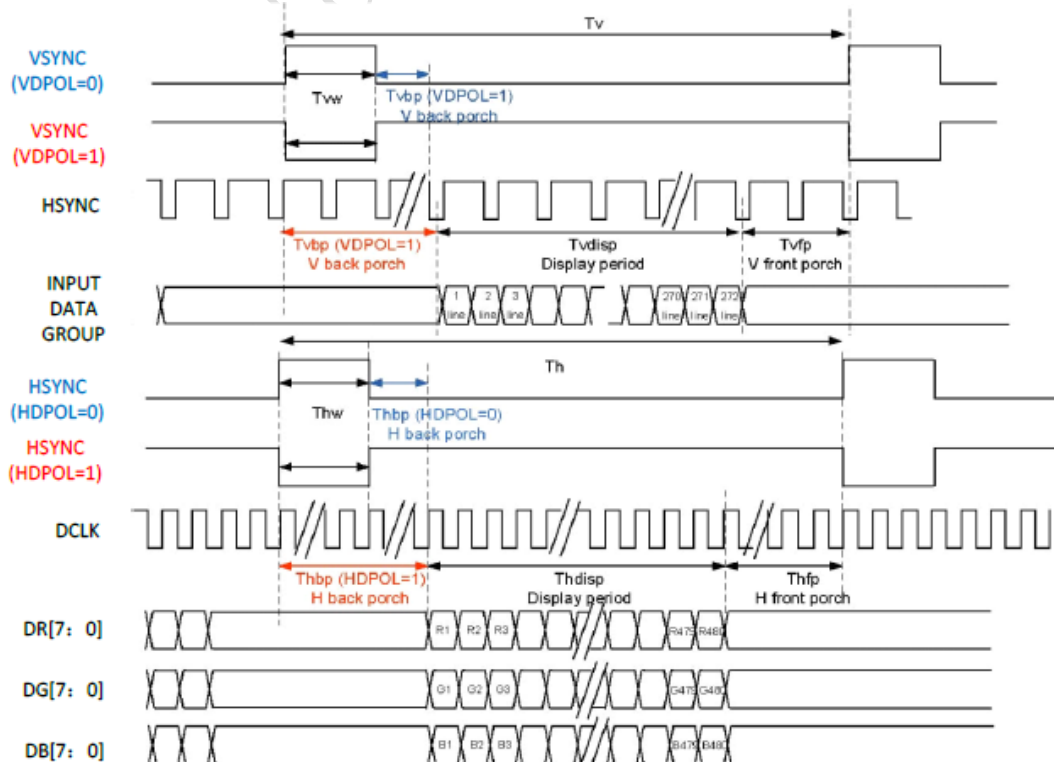 Tv
VSYNC
(VDPOL=0)
Tvw
Tvbp (VDPOL=1)
V back porch
VSYNC
(VDPOL=1)
HSYNC
Tvbp (VDPOL=1)
V back porch
Tvdisp
Display period
Tvfp
V front porch
INPUT
DATA
GROUP
1 line
2 line
3 line
270 line
271 line
272 line
Th
HSYNC
(HDPOL=0)
Thw
Thbp (HDPOL=0)
H back porch
HSYNC
(HDPOL=1)
DCLK
Thbp (HDPOL=1)
H back porch
Thdisp
Display period
Thfp
H front porch
DR[7: 0]
R1 R2 R3 R479 R480
DG[7: 0]
G1 G2 G3 G479 G480
DB[7: 0]
B1 B2 B3 B479 B480